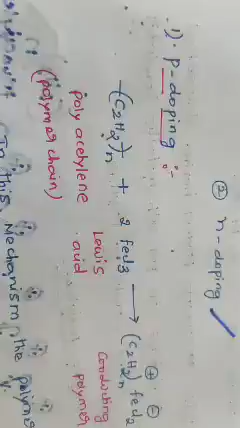 ② n-doping
1). p-doping :-
-(C2H2)n- + 2 fecl3 → (C2H2)n⊕ fecl2⊖
poly acetylene Lewis acid Conducting polymer
(polymer chain)
In this Mechanism, the